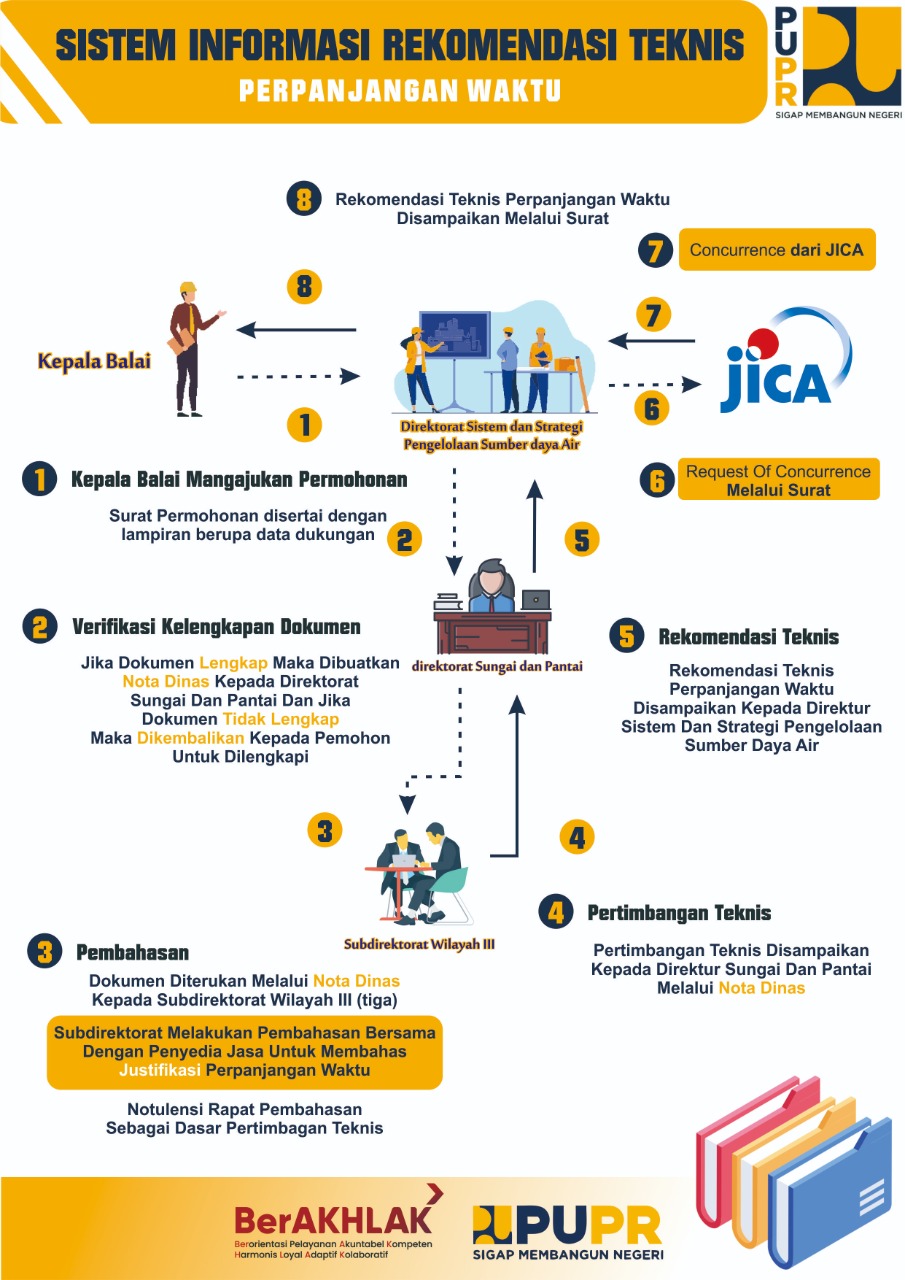 SISTEM INFORMASI REKOMENDASI TEKNIS
PERPANJANGAN WAKTU
PUPR
SIGAP MEMBANGUN NEGERI
8
Rekomendasi Teknis Perpanjangan Waktu
Disampaikan Melalui Surat
7
Concurrence dari JICA
8
7
Kepala Balai
JICA
1
6
Direktorat Sistem dan Strategi
Pengelolaan Sumber daya Air
1
Kepala Balai Mangajukan Permohonan
Surat Permohonan disertai dengan
lampiran berupa data dukungan
6
Request Of Concurrence
Melalui Surat
2
5
2
Verifikasi Kelengkapan Dokumen
Jika Dokumen Lengkap Maka Dibuatkan
Nota Dinas Kepada Direktorat
Sungai Dan Pantai Dan Jika
Dokumen Tidak Lengkap
Maka Dikembalikan Kepada Pemohon
Untuk Dilengkapi
direktorat Sungai dan Pantai
5
Rekomendasi Teknis
Rekomendasi Teknis
Perpanjangan Waktu
Disampaikan Kepada Direktur
Sistem Dan Strategi Pengelolaan
Sumber Daya Air
3
4
Subdirektorat Wilayah III
4
Pertimbangan Teknis
Pertimbangan Teknis Disampaikan
Kepada Direktur Sungai Dan Pantai
Melalui Nota Dinas
3
Pembahasan
Dokumen Diterukan Melalui Nota Dinas
Kepada Subdirektorat Wilayah III (tiga)
Subdirektorat Melakukan Pembahasan Bersama
Dengan Penyedia Jasa Untuk Membahas
Justifikasi Perpanjangan Waktu
Notulensi Rapat Pembahasan
Sebagai Dasar Pertimbagan Teknis
BerAKHLAK
Berorientasi Pelayanan Akuntabel Kompeten
Harmonis Loyal Adaptif Kolaboratif
PUPR
SIGAP MEMBANGUN NEGERI